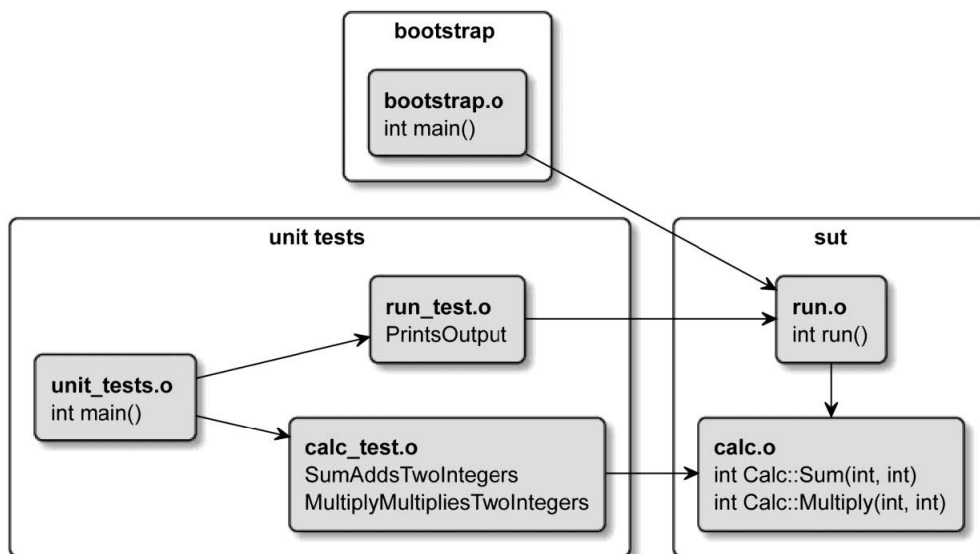 bootstrap
bootstrap.o
int main()
unit tests
unit_tests.o
int main()
run_test.o
PrintsOutput
calc_test.o
SumAddsTwoIntegers
MultiplyMultipliesTwoIntegers
sut
run.o
int run()
calc.o
int Calc::Sum(int, int)
int Calc::Multiply(int, int)